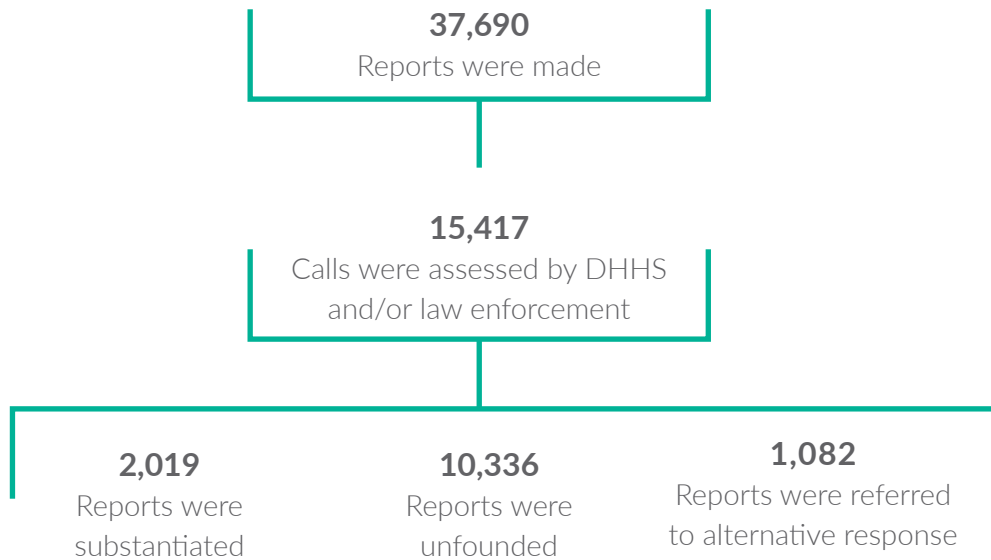 37,690
Reports were made
15,417
Calls were assessed by DHHS
and/or law enforcement
2,019
Reports were
substantiated
10,336
Reports were
unfounded
1,082
Reports were referred
to alternative response